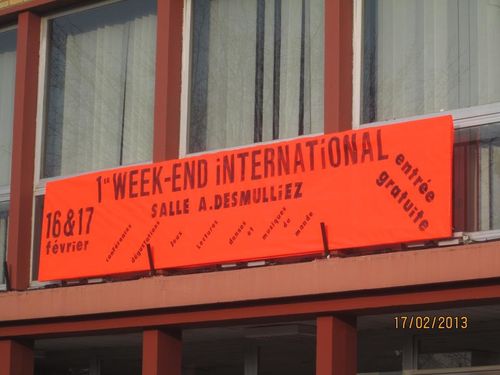 1er WEEK-END iNTERNATiONAL
SALLE A.DESMULLiEZ
16 & 17
février
conférences
dégustations
jeux
Lectures
danses
et
musiques
du
monde
entrée
gratuite
17/02/2013